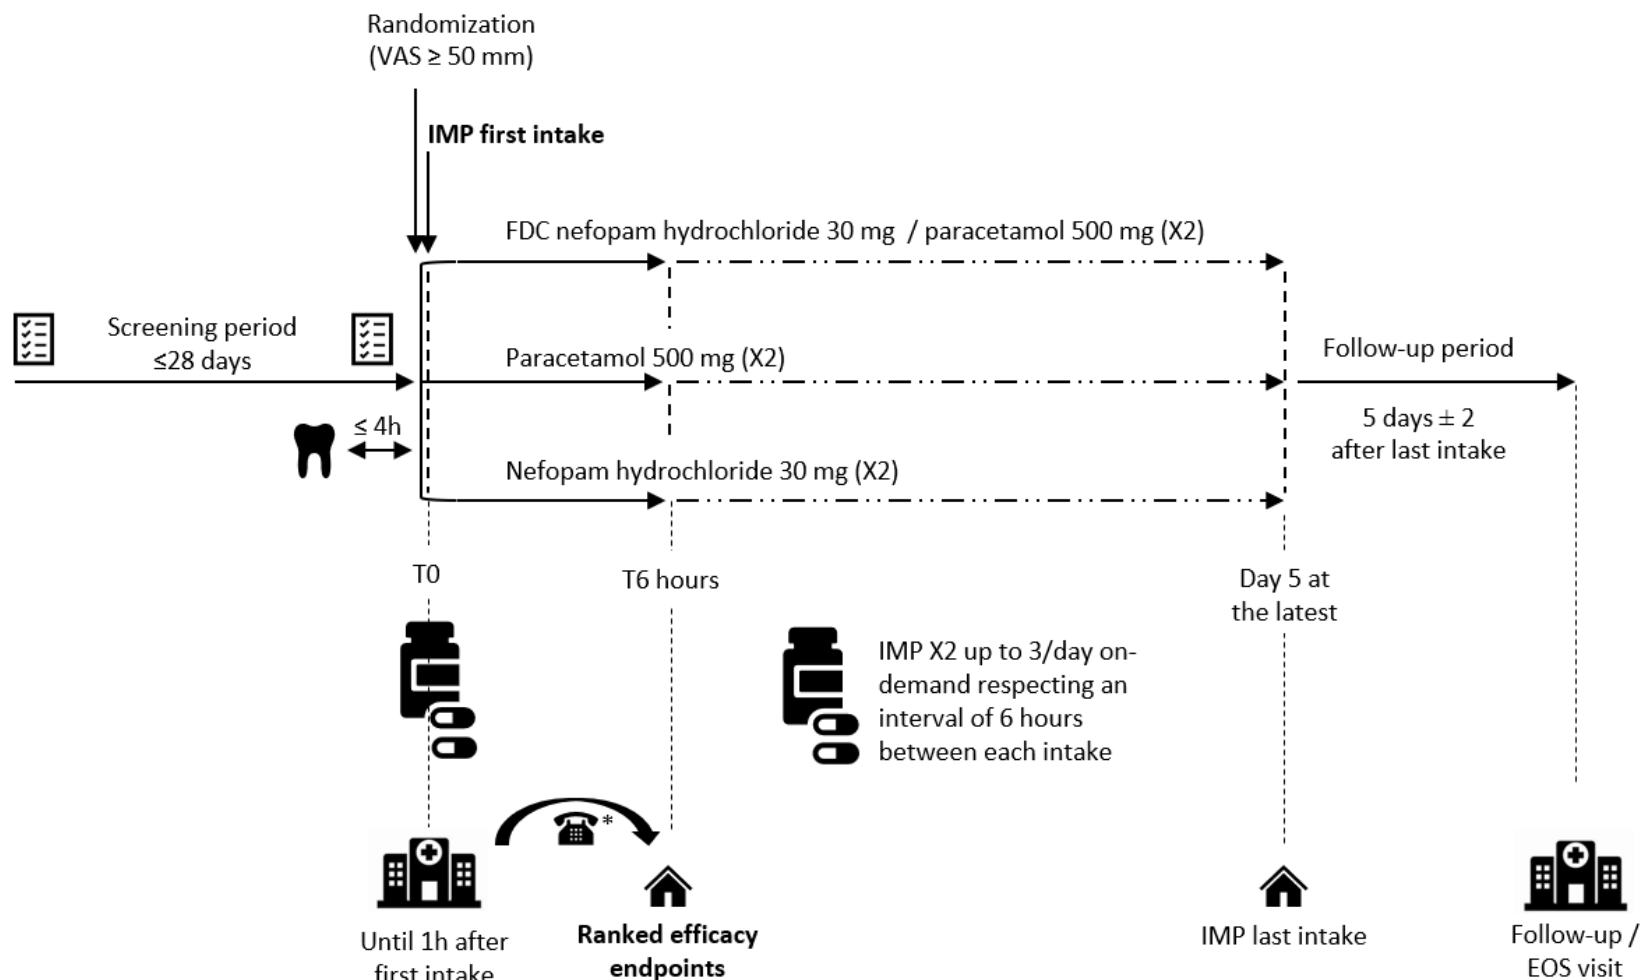 Randomization
(VAS ≥ 50 mm)
IMP first intake
FDC nefopam hydrochloride 30 mg / paracetamol 500 mg (X2)
Screening period
≤28 days
Paracetamol 500 mg (X2)
Follow-up period
≤ 4h
5 days ± 2
after last intake
Nefopam hydrochloride 30 mg (X2)
T0
T6 hours
Day 5 at
the latest
IMP X2 up to 3/day on-
demand respecting an
interval of 6 hours
between each intake
*
Until 1h after
first intake
Ranked efficacy
endpoints
IMP last intake
Follow-up /
EOS visit